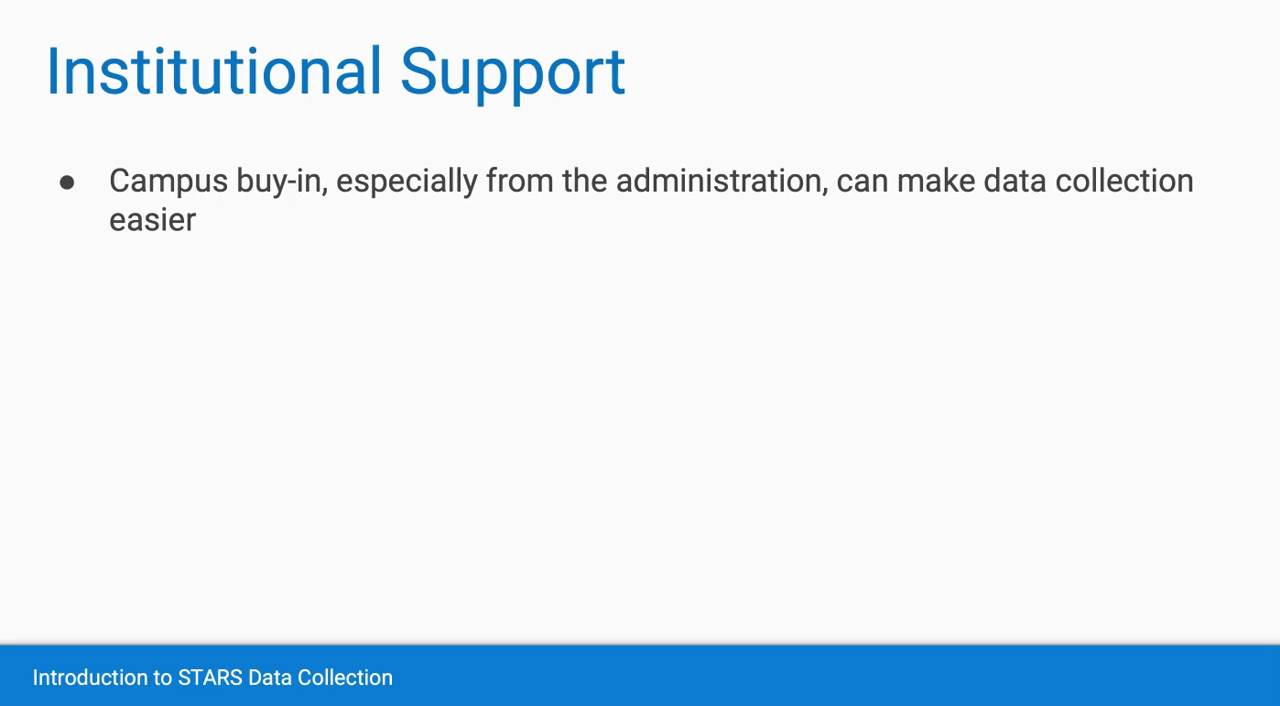 Institutional Support
● Campus buy-in, especially from the administration, can make data collection
easier
Introduction to STARS Data Collection